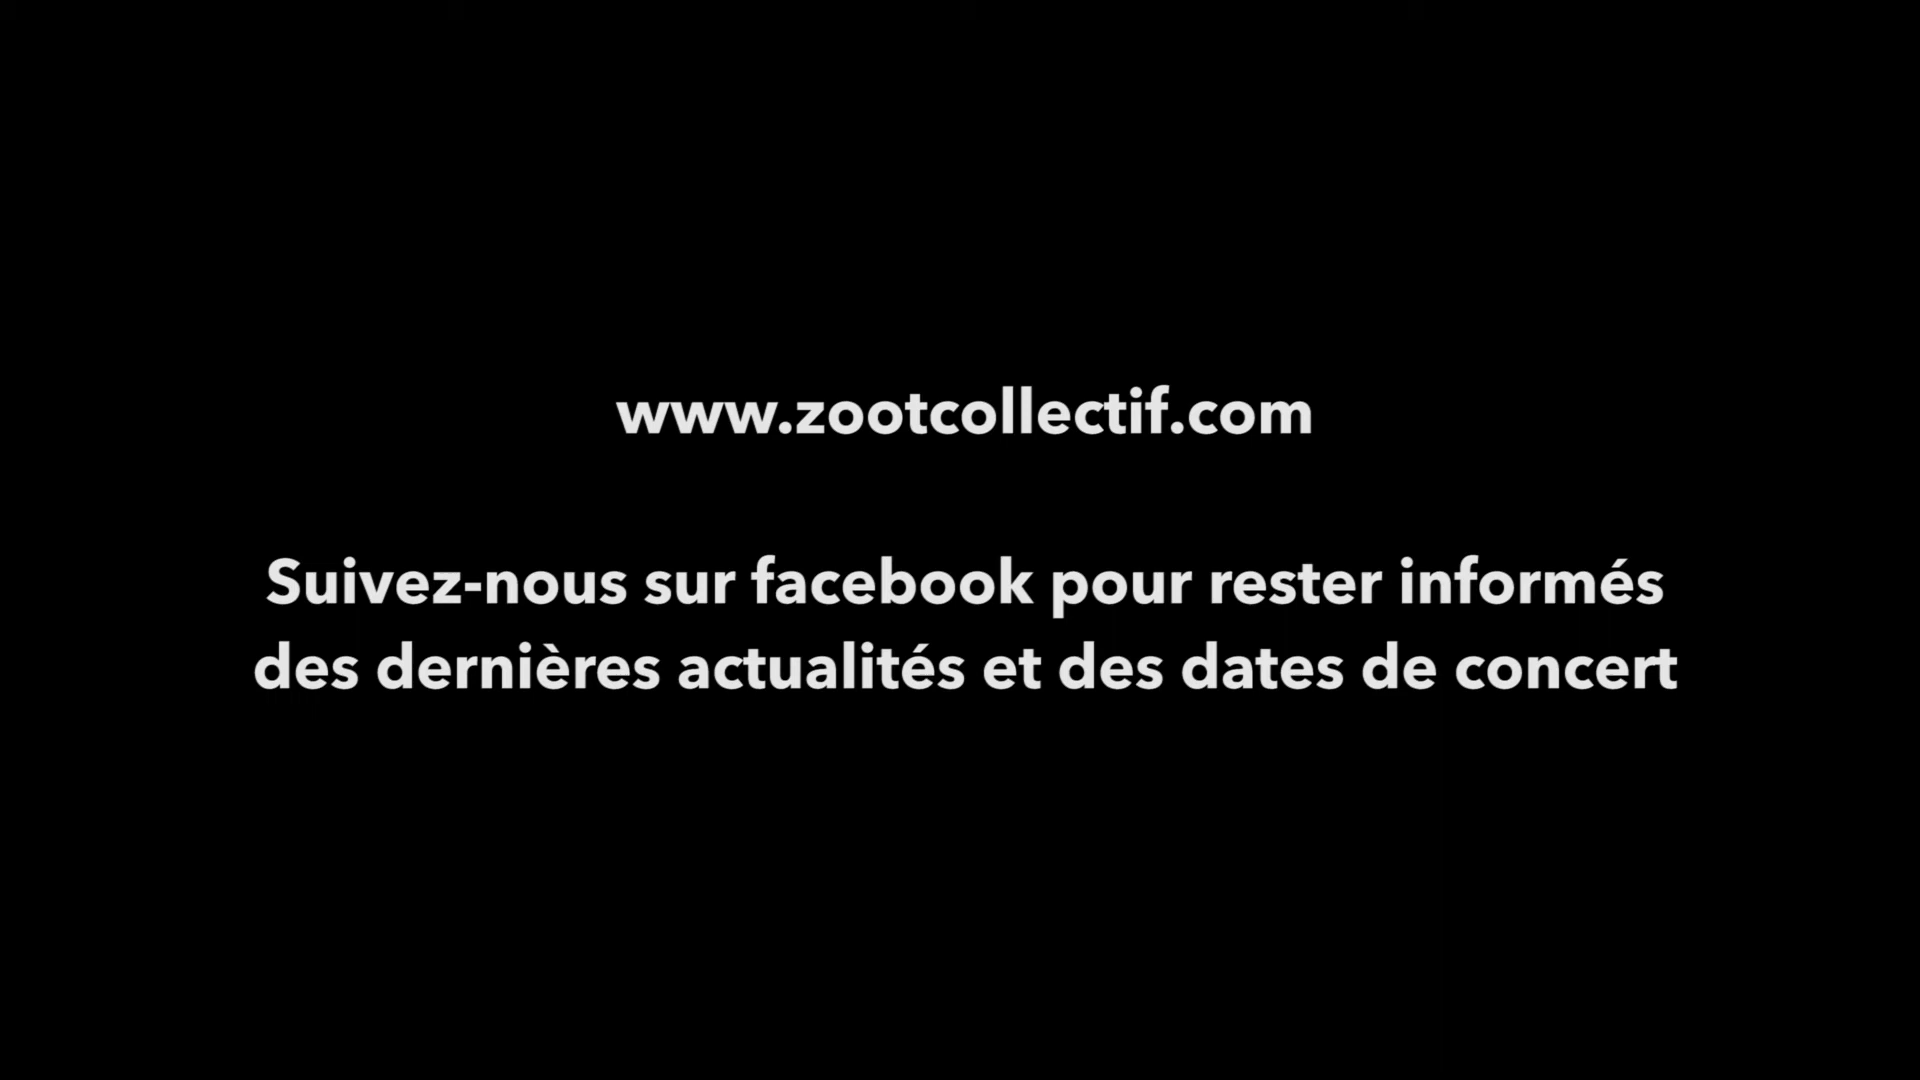 www.zootcollectif.com
Suivez-nous sur facebook pour rester informés
des dernières actualités et des dates de concert